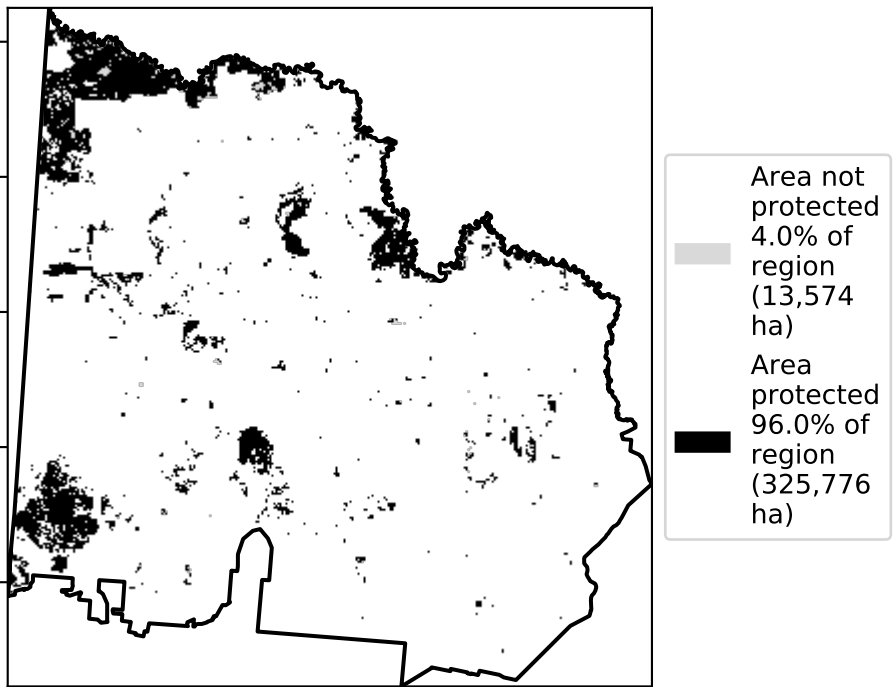 Area not
protected
4.0% of
region
(13,574
ha)
Area
protected
96.0% of
region
(325,776
ha)